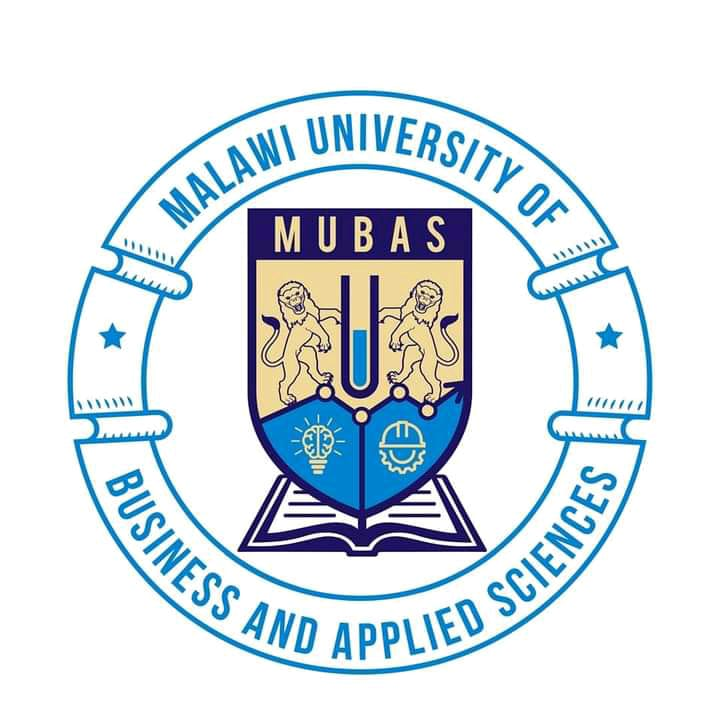 MALAWI UNIVERSITY OF
MUBAS
BUSINESS AND APPLIED SCIENCES